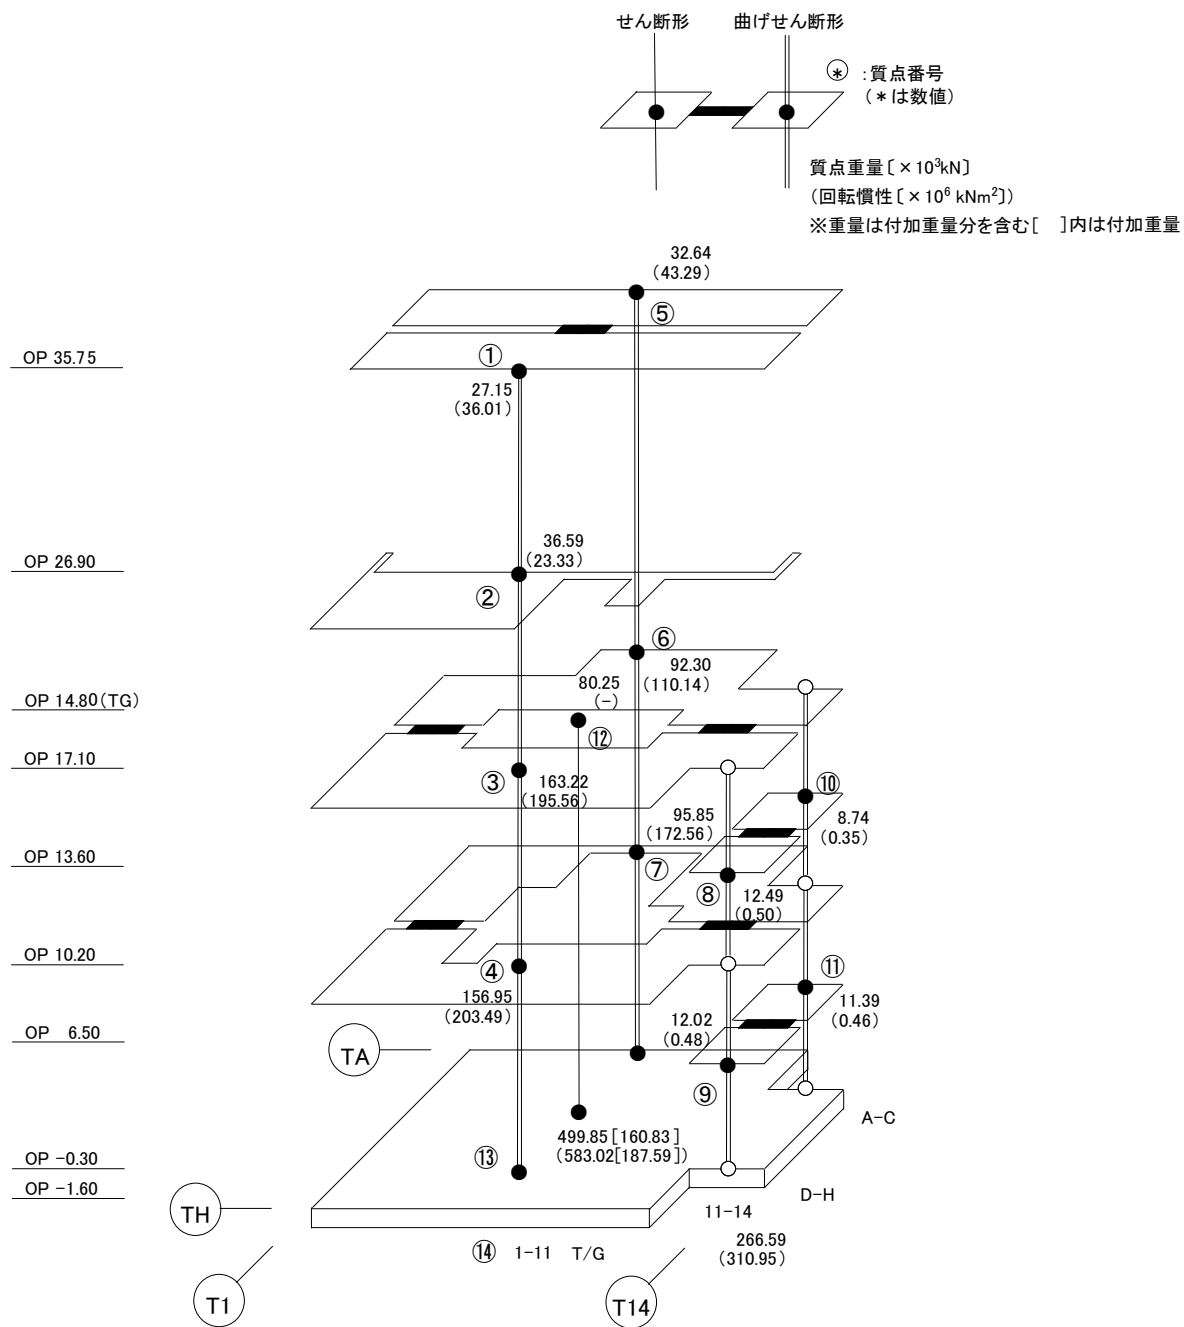 せん断形 曲げせん断形
＊ :質点番号
(＊は数値)
質点重量〔×10³kN〕
(回転慣性〔×10⁶ kNm²〕)
※重量は付加重量分を含む[ ]内は付加重量
32.64
(43.29)
⑤
OP 35.75
①
27.15
(36.01)
OP 26.90
36.59
(23.33)
②
⑥
92.30
(110.14)
80.25
(-)
OP 14.80(TG)
⑫
OP 17.10
③
163.22
(195.56)
⑩
8.74
(0.35)
95.85
(172.56)
OP 13.60
⑦
⑧
12.49
(0.50)
OP 10.20
④
156.95
(203.49)
⑪
11.39
(0.46)
12.02
(0.48)
OP 6.50
TA
⑨
A-C
499.85[160.83]
(583.02[187.59])
⑬
OP -0.30
OP -1.60
D-H
TH
11-14
266.59
(310.95)
⑭ 1-11 T/G
T1
T14